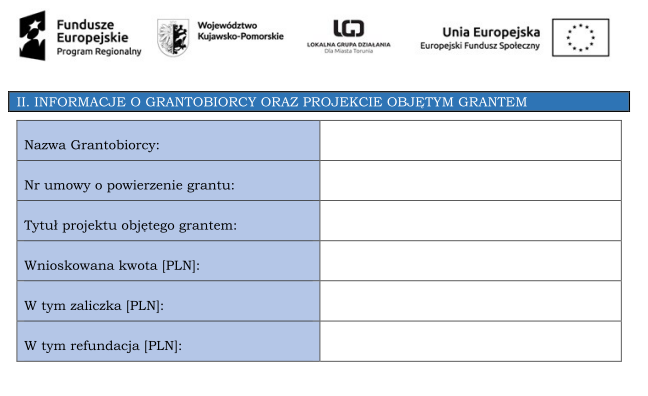 Fundusze
Europejskie
Program Regionalny
Województwo
Kujawsko-Pomorskie
LGD
LOKALNA GRUPA DZIAŁANIA
Dla Miasta Torunia
Unia Europejska
Europejski Fundusz Społeczny
II. INFORMACJE O GRANTOBIORCY ORAZ PROJEKCIE OBJĘTYM GRANTEM
Nazwa Grantobiorcy:
Nr umowy o powierzenie grantu:
Tytuł projektu objętego grantem:
Wnioskowana kwota [PLN]:
W tym zaliczka [PLN]:
W tym refundacja [PLN]: